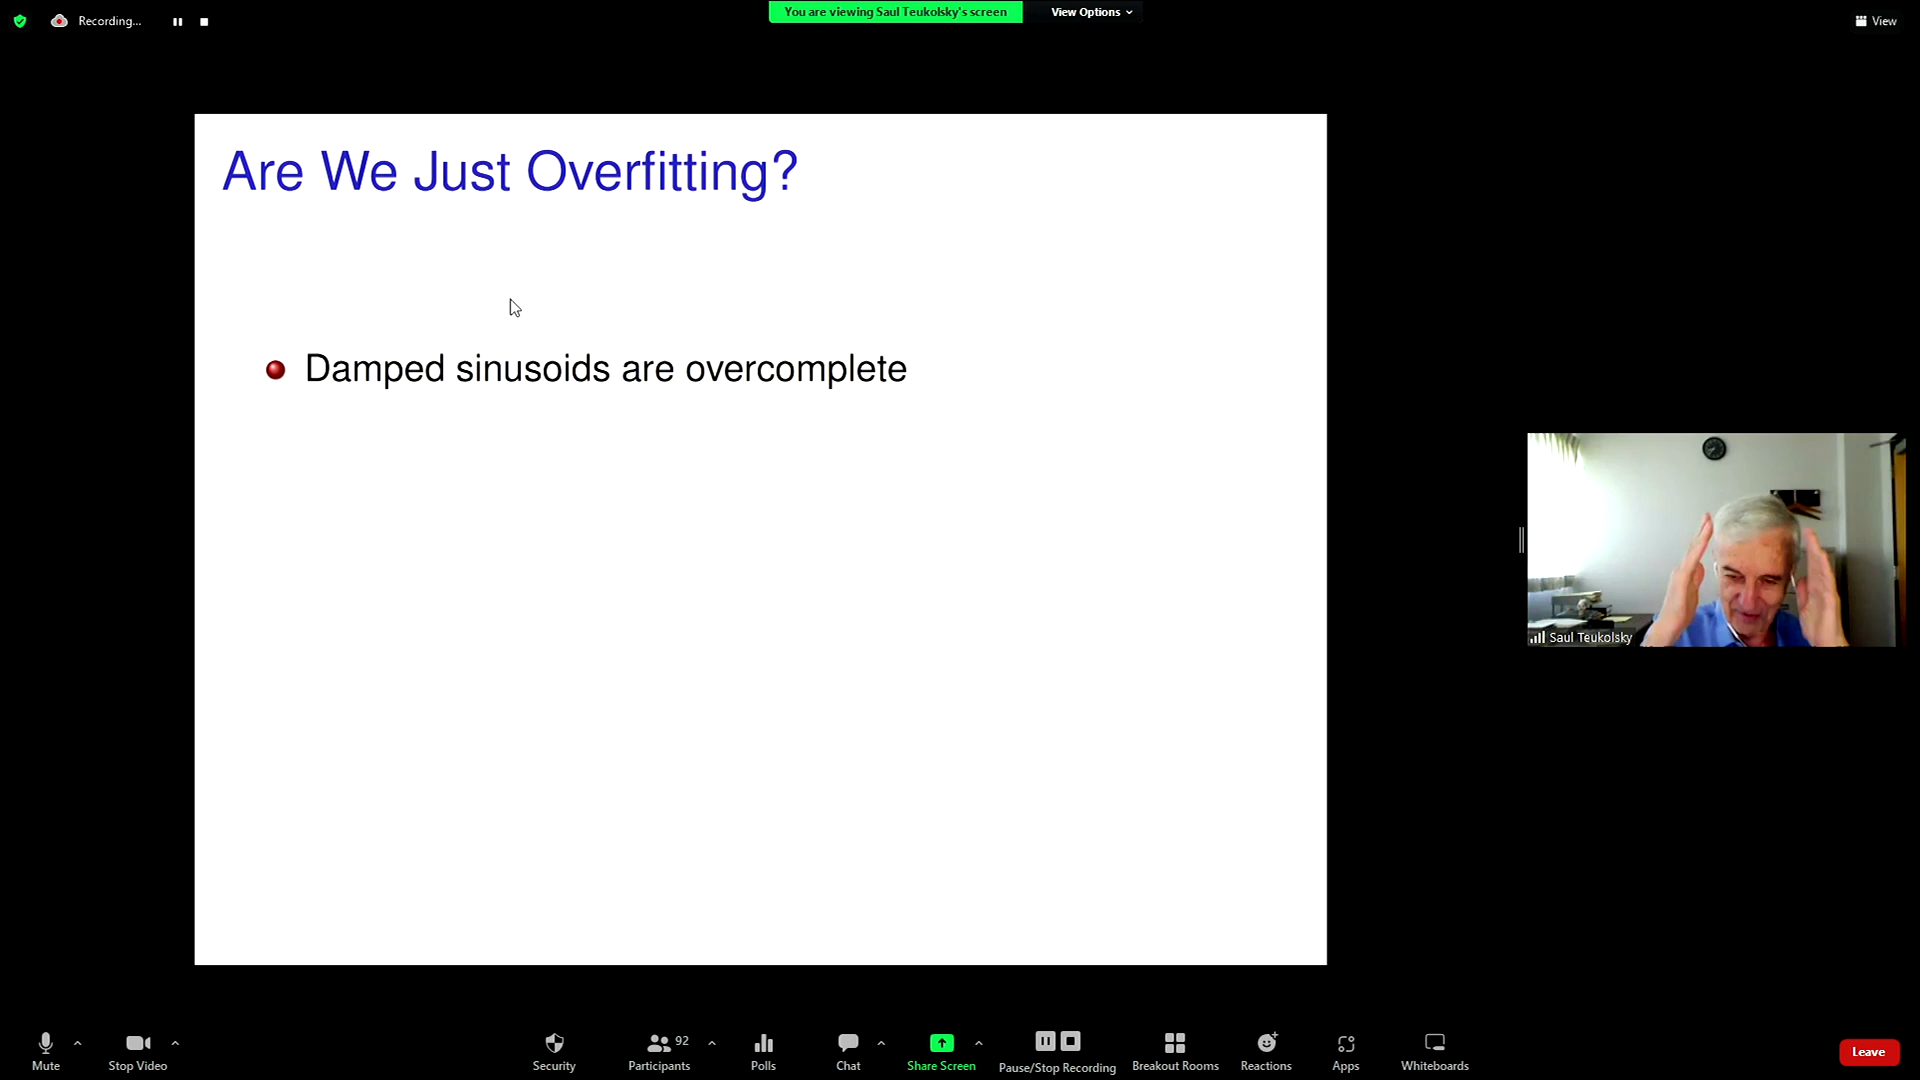 Recording...
You are viewing Saul Teukolsky's screen
View Options
View
Are We Just Overfitting?
Damped sinusoids are overcomplete
Saul Teukolsky
Mute
Stop Video
Security
92
Participants
Polls
Chat
Share Screen
Pause/Stop Recording
Breakout Rooms
Reactions
Apps
Whiteboards
Leave